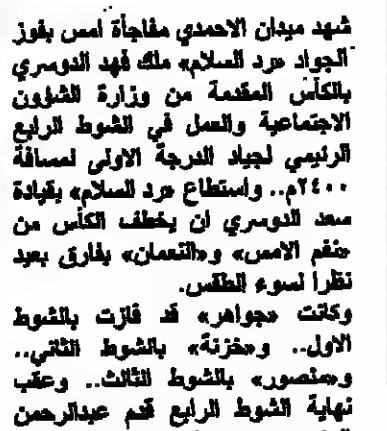 شهد ميدان الاحمدي مفاجأة امس بفوز
الجواد «رد السلام» ملك فهد الدوسري
بالكأس المقدمة من وزارة الشؤون
الاجتماعية والعمل في الشوط الرابع
الرئيسي لجياد الدرجة الاولى لمسافة
٢٤٠٠م.. واستطاع «رد السلام» بقيادة
سعد الدوسري ان يخطف الكأس من
«نغم الامس» و«النعمان» بفارق بعيد
نظرا لسوء الطقس.
وكانت «جواهر» قد فازت بالشوط
الاول.. و«خزنة» بالشوط الثاني..
و«منصور» بالشوط الثالث.. وعقب
نهاية الشوط الرابع قدم عبدالرحمن